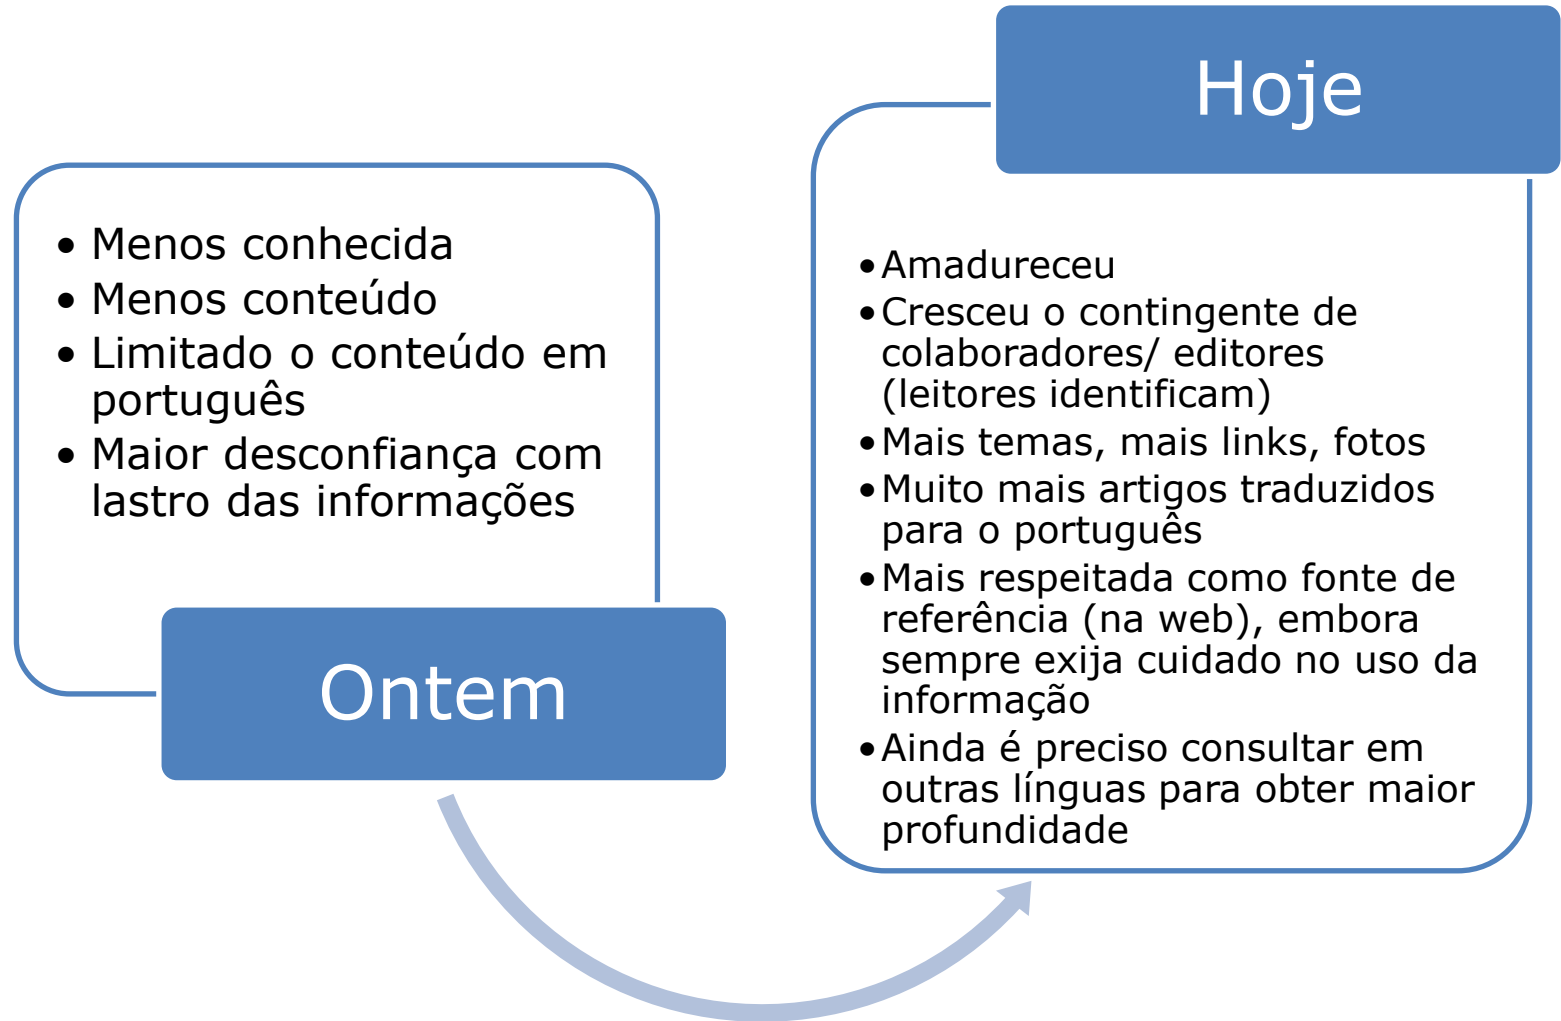 • Menos conhecida
• Menos conteúdo
• Limitado o conteúdo em
português
• Maior desconfiança com
lastro das informações
Ontem
Hoje
•Amadureceu
•Cresceu o contingente de
colaboradores/ editores
(leitores identificam)
•Mais temas, mais links, fotos
•Muito mais artigos traduzidos
para o português
•Mais respeitada como fonte de
referência (na web), embora
sempre exija cuidado no uso da
informação
•Ainda é preciso consultar em
outras línguas para obter maior
profundidade